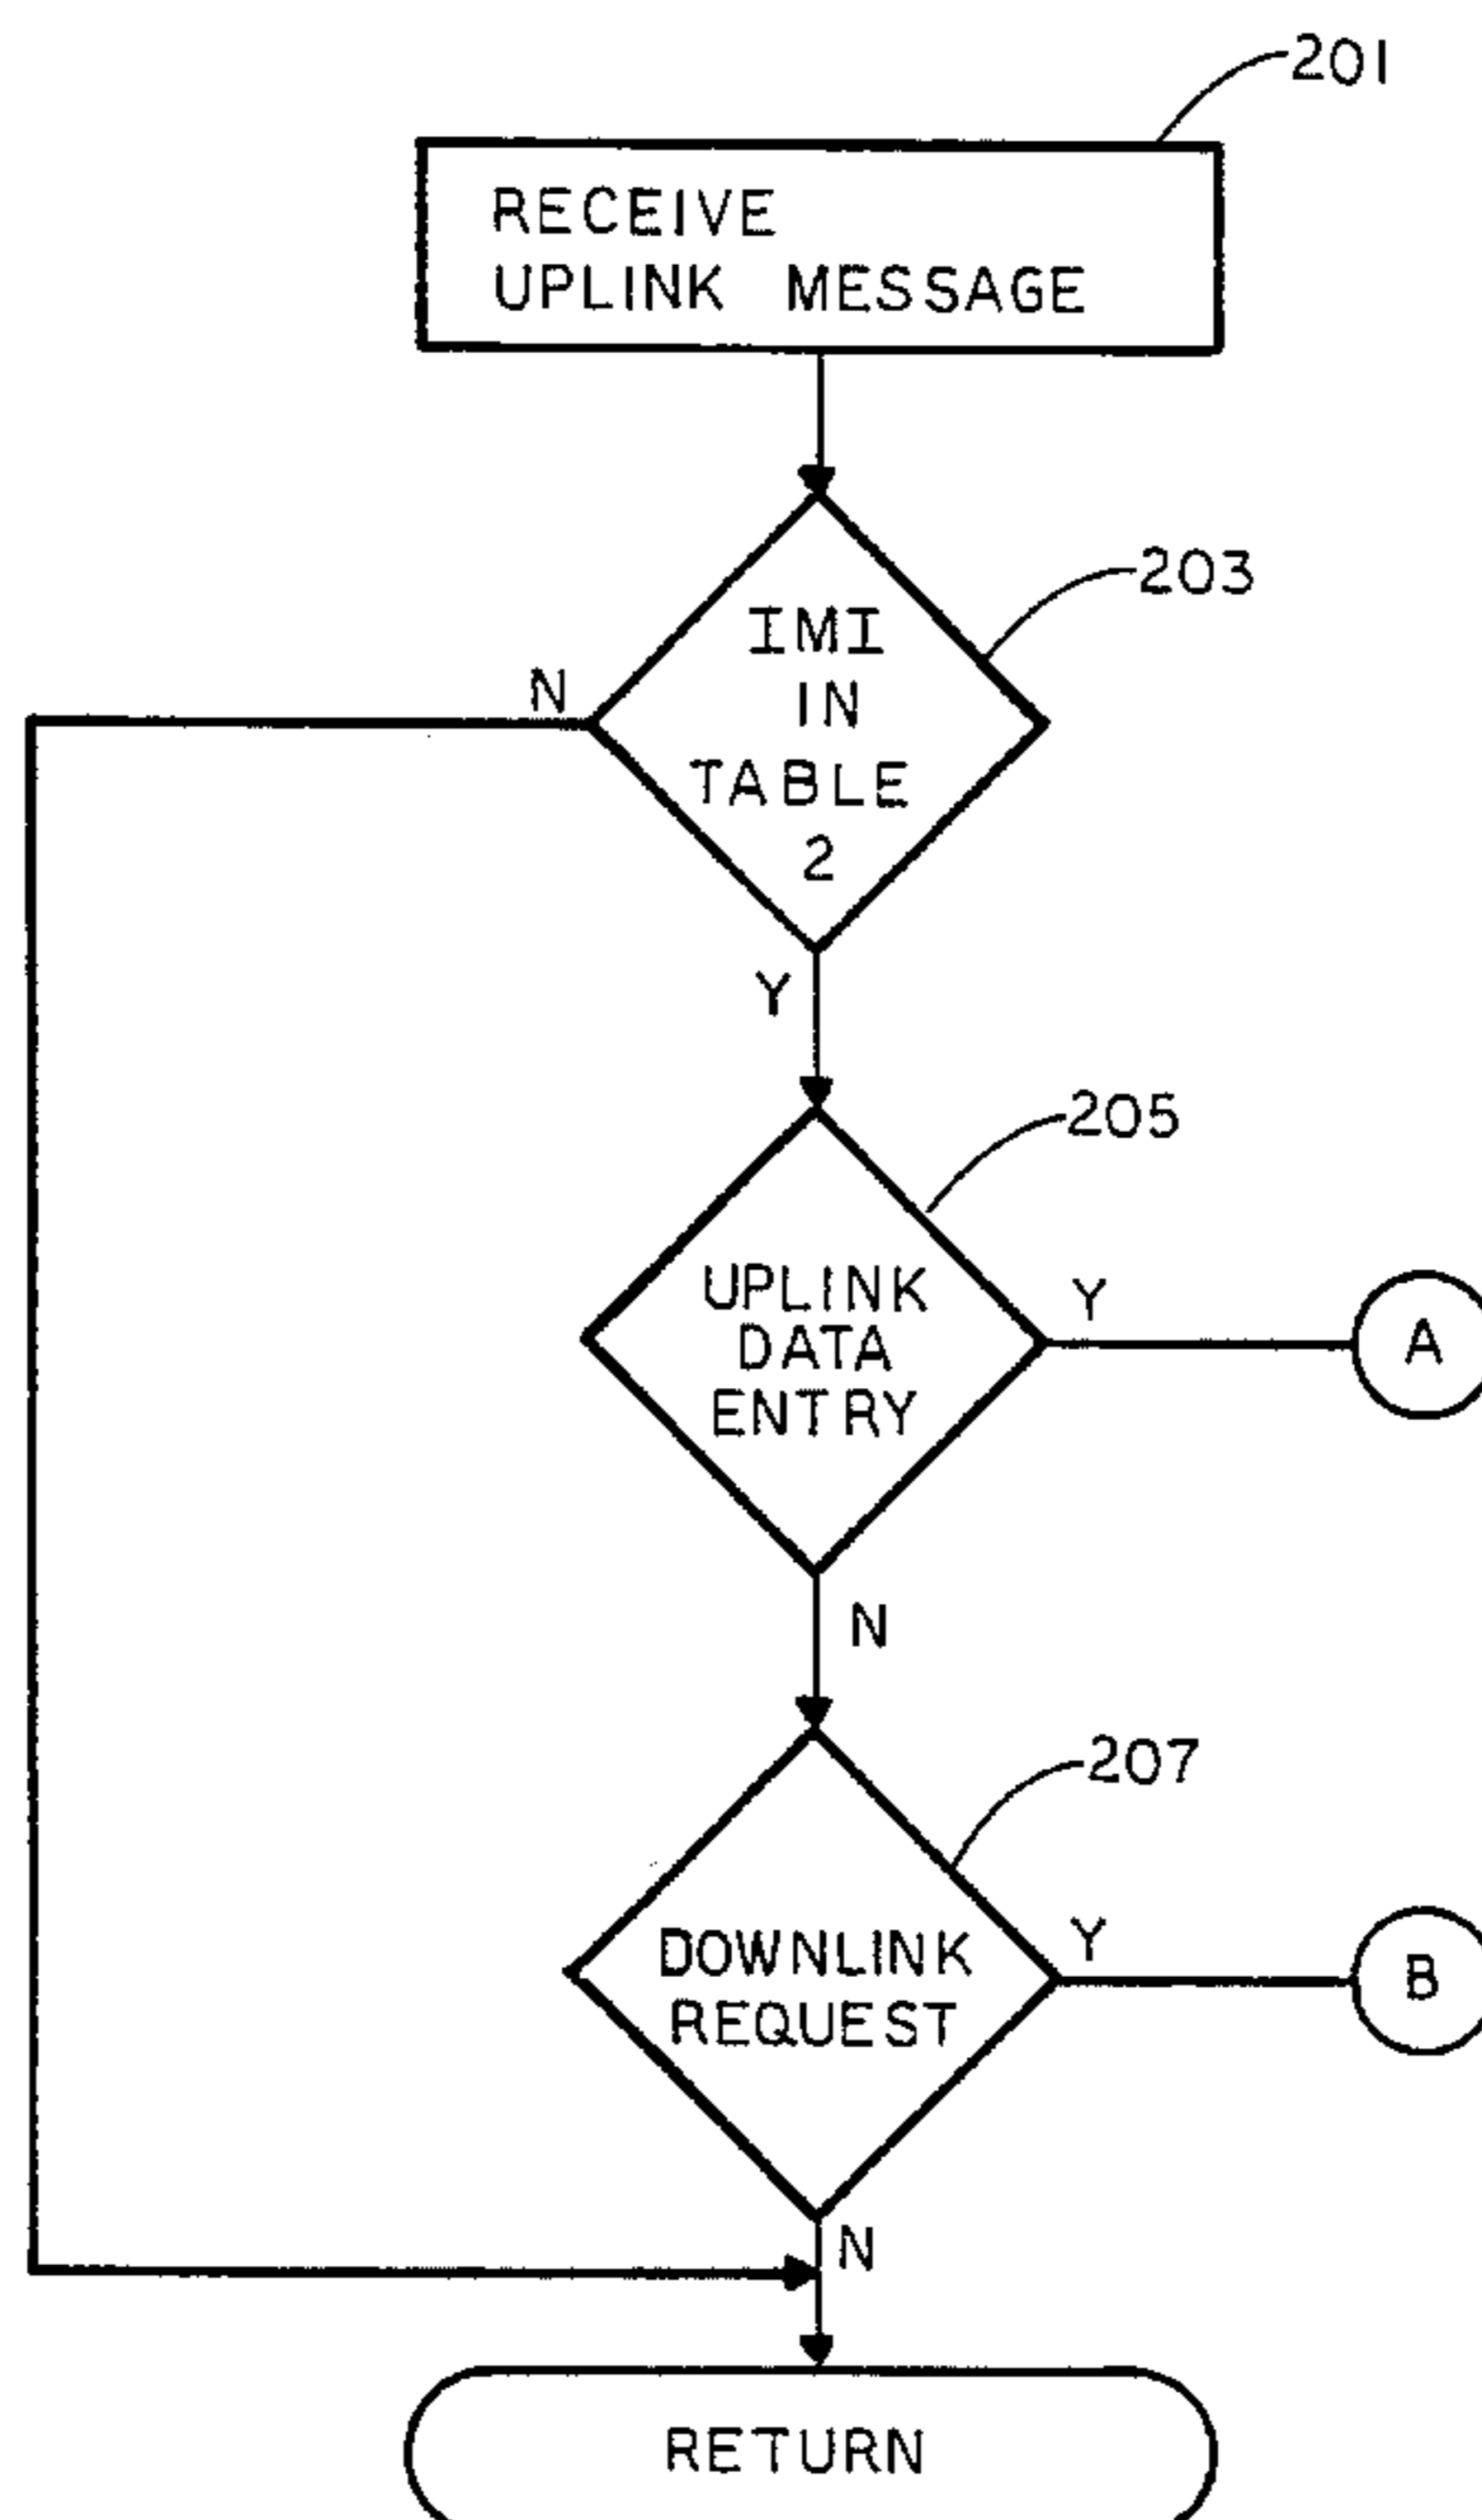 201
RECEIVE
UPLINK MESSAGE
203
IMI
IN
TABLE
2
N
Y
205
UPLINK
DATA
ENTRY
Y
A
N
207
DOWNLINK
REQUEST
Y
B
N
RETURN